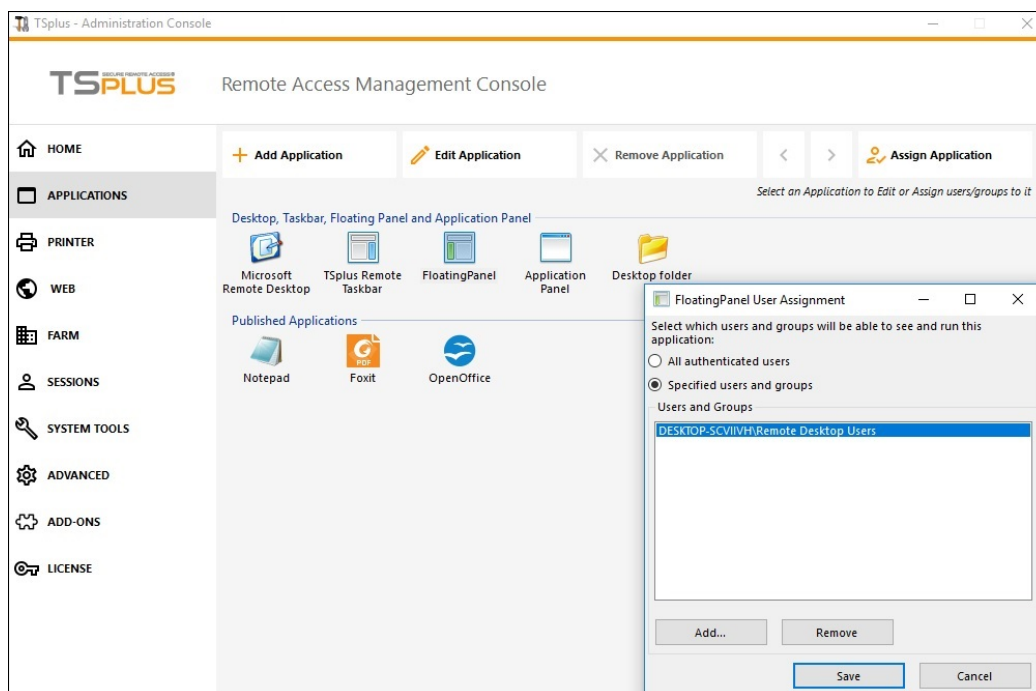 TSplus - Administration Console
TSPLUS
SECURE REMOTE ACCESS
Remote Access Management Console
HOME
APPLICATIONS
PRINTER
WEB
FARM
SESSIONS
SYSTEM TOOLS
ADVANCED
ADD-ONS
LICENSE
Add Application
Edit Application
Remove Application
Assign Application
Select an Application to Edit or Assign users/groups to it
Desktop, Taskbar, Floating Panel and Application Panel
Microsoft
Remote Desktop
TSplus Remote
Taskbar
FloatingPanel
Application
Panel
Desktop folder
Published Applications
Notepad
Foxit
OpenOffice
FloatingPanel User Assignment
Select which users and groups will be able to see and run this
application:
All authenticated users
Specified users and groups
Users and Groups
DESKTOP-SCVIIVH\Remote Desktop Users
Add...
Remove
Save
Cancel